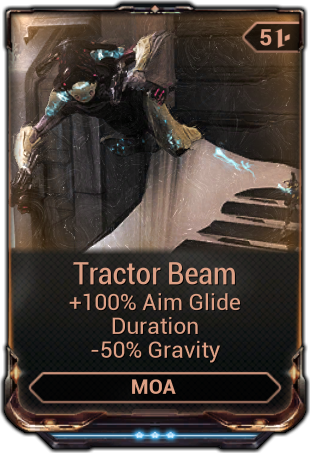 51
Tractor Beam
+100% Aim Glide
Duration
-50% Gravity
MOA